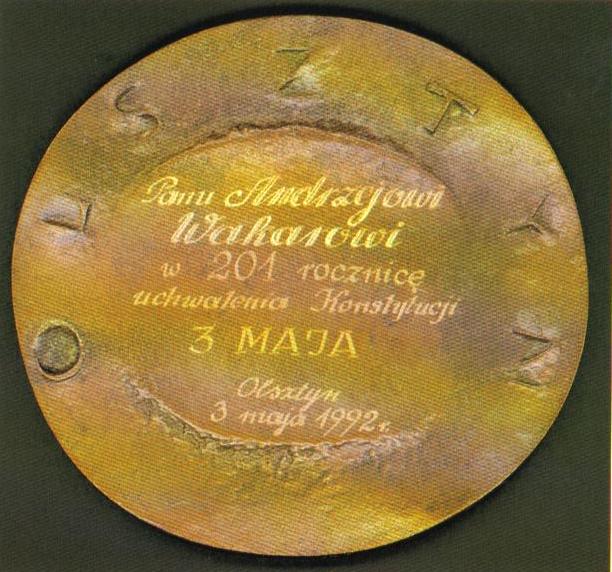 OLSZTYN
Panu Andrzejowi
Wakarowi
w 201 rocznicę
uchwalenia Konstytucji
3 MAJA
Olsztyn
3 maja 1992 r.